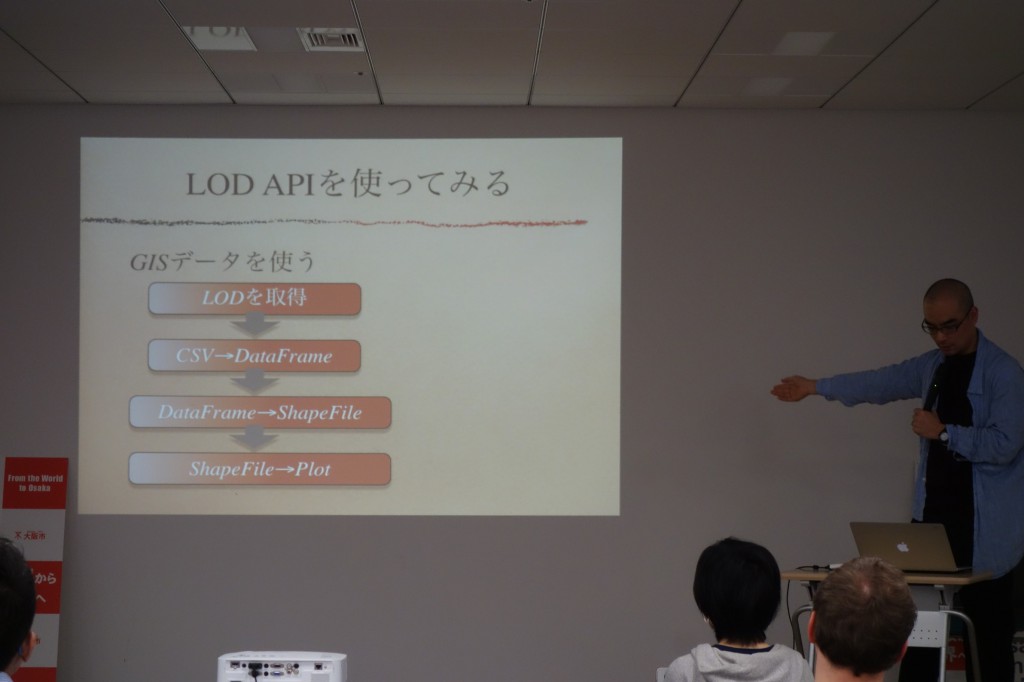 LOD APIを使ってみる
GISデータを使う
LODを取得
CSV→DataFrame
DataFrame→ShapeFile
ShapeFile→Plot
From the World
to Osaka
大阪市
から
へ